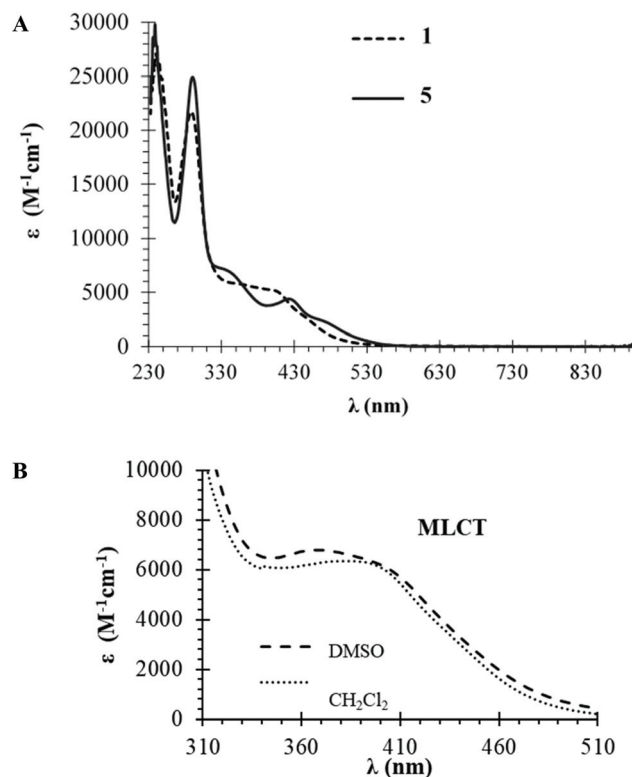 A
30000
25000
20000
15000
10000
5000
0
ε (M⁻¹cm⁻¹)
1
5
230 330 430 530 630 730 830
λ (nm)
B
10000
8000
6000
4000
2000
0
ε (M⁻¹cm⁻¹)
MLCT
DMSO
CH₂Cl₂
310 360 410 460 510
λ (nm)